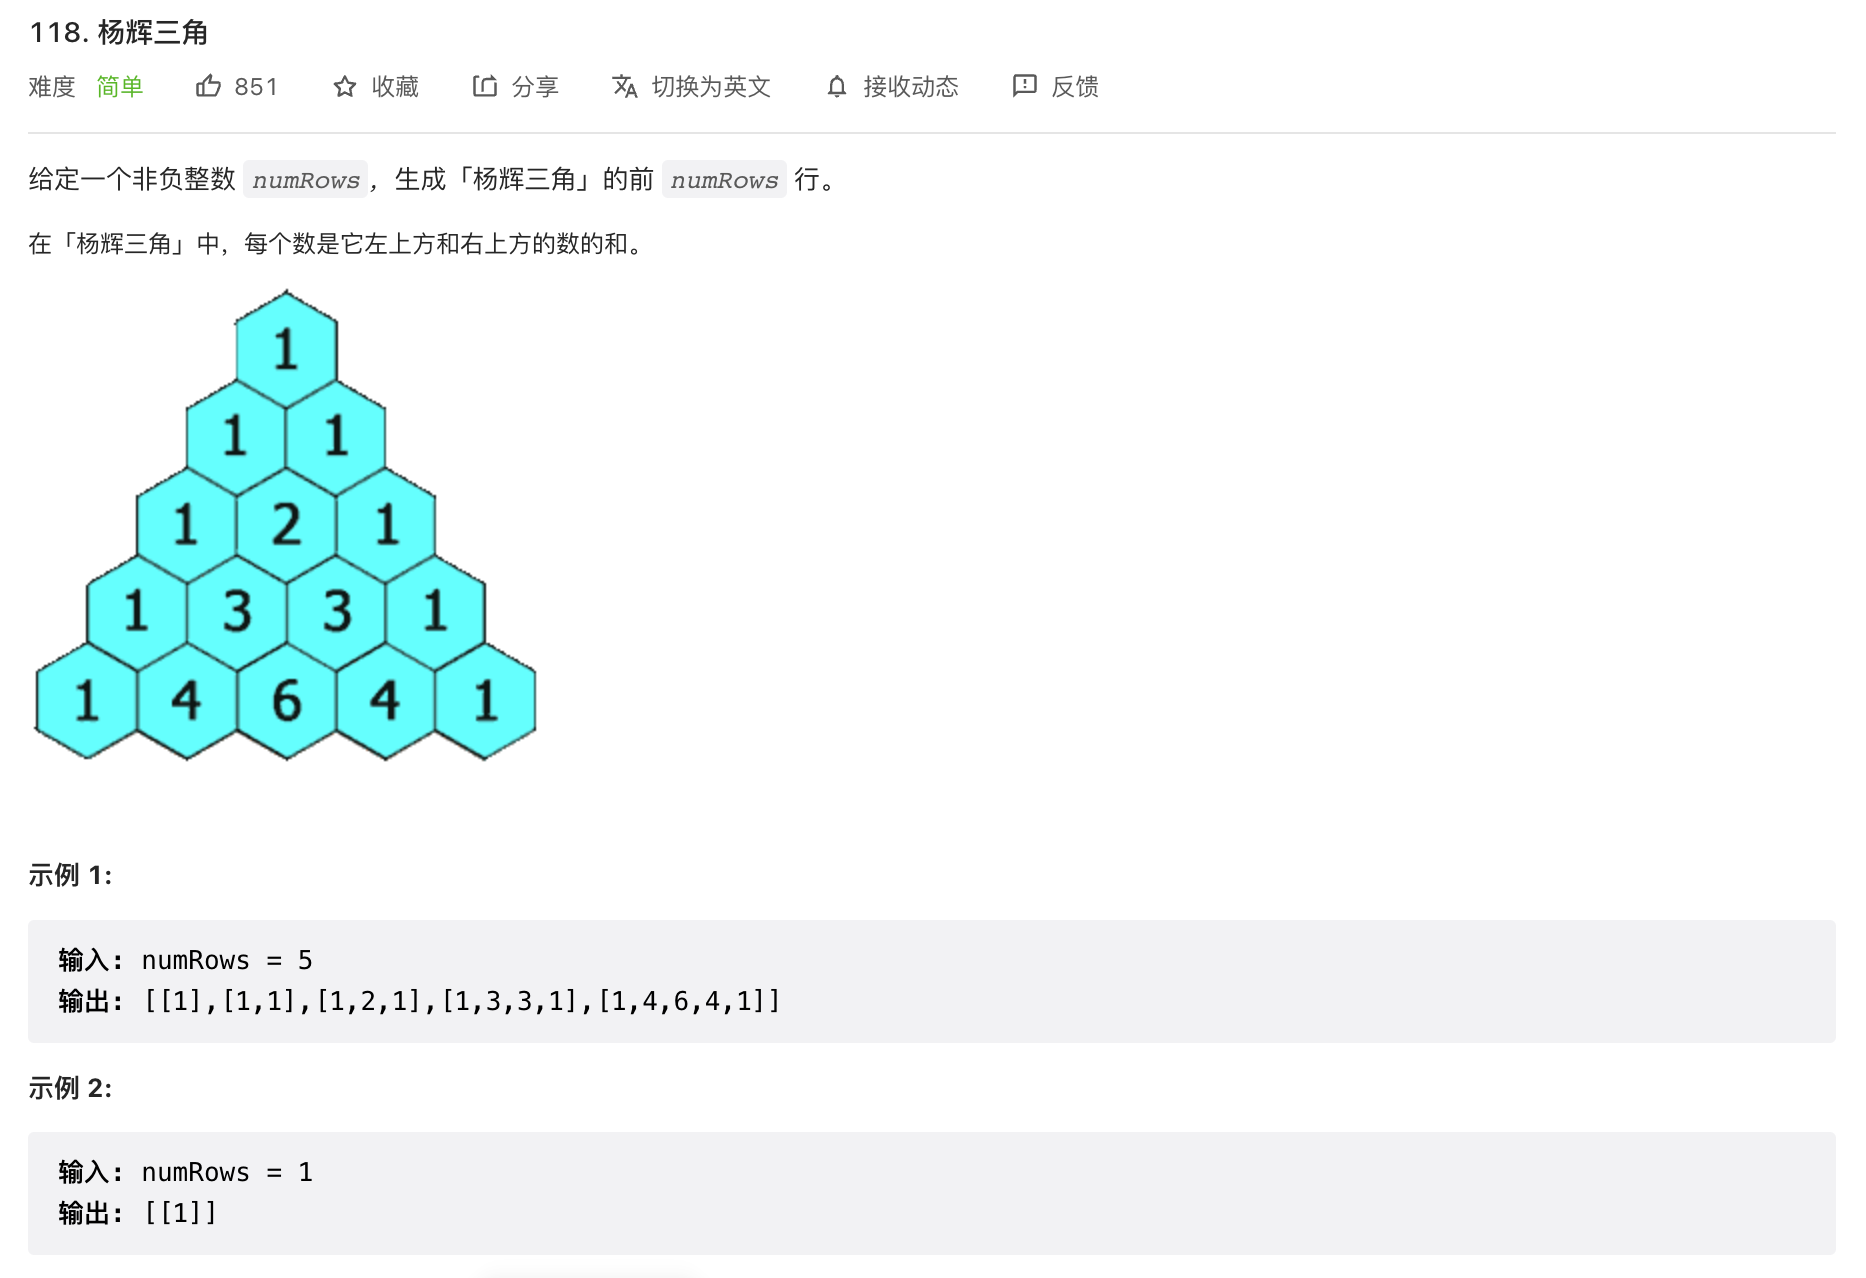 118. 杨辉三角
难度 简单 851 收藏 分享 切换为英文 接收动态 反馈
给定一个非负整数 numRows，生成「杨辉三角」的前 numRows 行。
在「杨辉三角」中，每个数是它左上方和右上方的数的和。
1
1 1
1 2 1
1 3 3 1
1 4 6 4 1
示例 1:
输入: numRows = 5
输出: [[1],[1,1],[1,2,1],[1,3,3,1],[1,4,6,4,1]]
示例 2:
输入: numRows = 1
输出: [[1]]